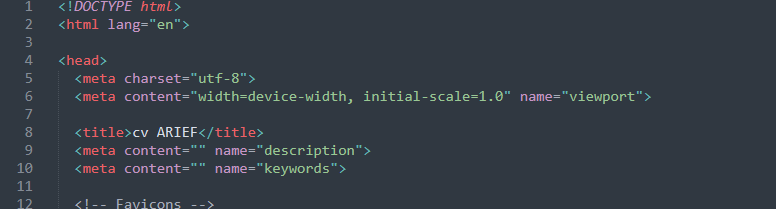 1 <!DOCTYPE html>
2 <html lang="en">
3
4 <head>
5 <meta charset="utf-8">
6 <meta content="width=device-width, initial-scale=1.0" name="viewport">
7
8 <title>cv ARIEF</title>
9 <meta content="" name="description">
10 <meta content="" name="keywords">
11
12 <!-- Favicons -->